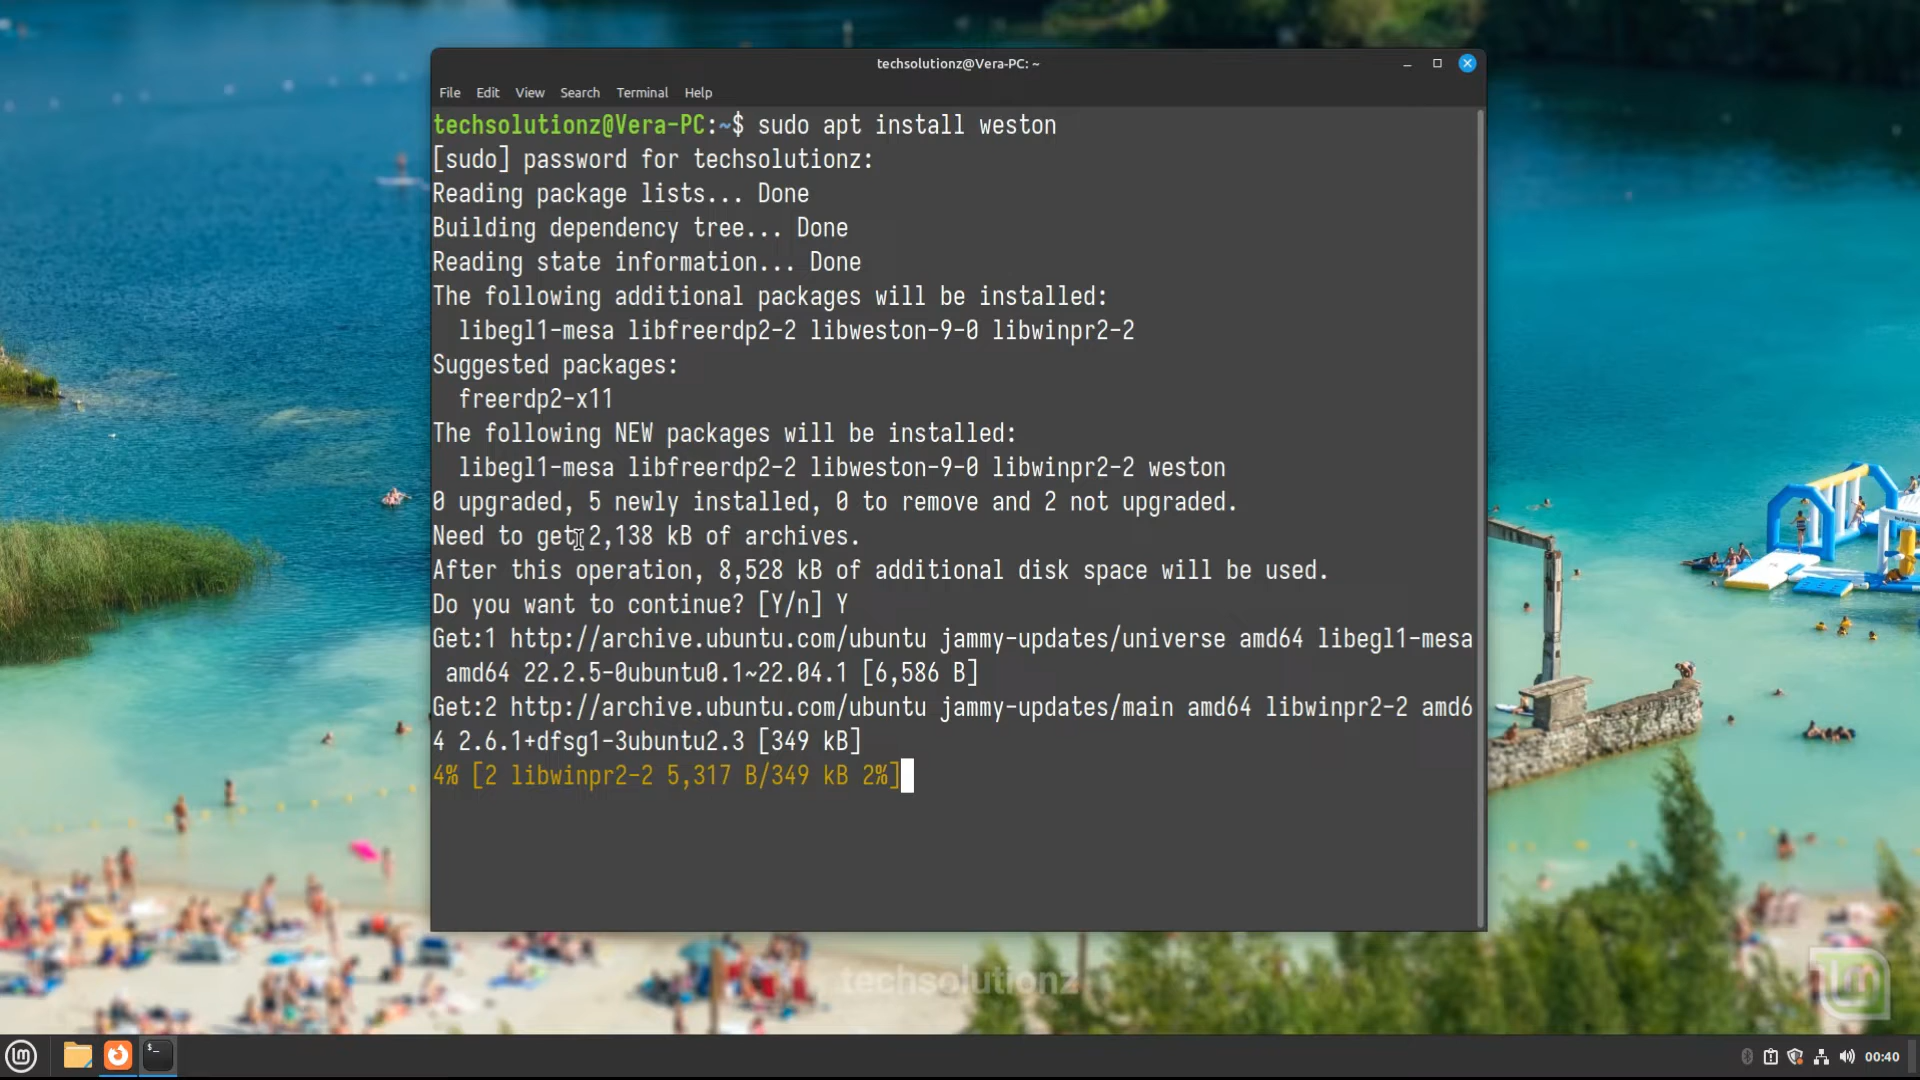 techsolutionz@Vera-PC: ~
File Edit View Search Terminal Help
techsolutionz@Vera-PC:~$ sudo apt install weston
[sudo] password for techsolutionz:
Reading package lists... Done
Building dependency tree... Done
Reading state information... Done
The following additional packages will be installed:
libegl1-mesa libfreerdp2-2 libweston-9-0 libwinpr2-2
Suggested packages:
freerdp2-x11
The following NEW packages will be installed:
libegl1-mesa libfreerdp2-2 libweston-9-0 libwinpr2-2 weston
0 upgraded, 5 newly installed, 0 to remove and 2 not upgraded.
Need to get 2,138 kB of archives.
After this operation, 8,528 kB of additional disk space will be used.
Do you want to continue? [Y/n] Y
Get:1 http://archive.ubuntu.com/ubuntu jammy-updates/universe amd64 libegl1-mesa
amd64 22.2.5-0ubuntu0.1~22.04.1 [6,586 B]
Get:2 http://archive.ubuntu.com/ubuntu jammy-updates/main amd64 libwinpr2-2 amd6
4 2.6.1+dfsg1-3ubuntu2.3 [349 kB]
4% [2 libwinpr2-2 5,317 B/349 kB 2%]
techsolutionz
00:40